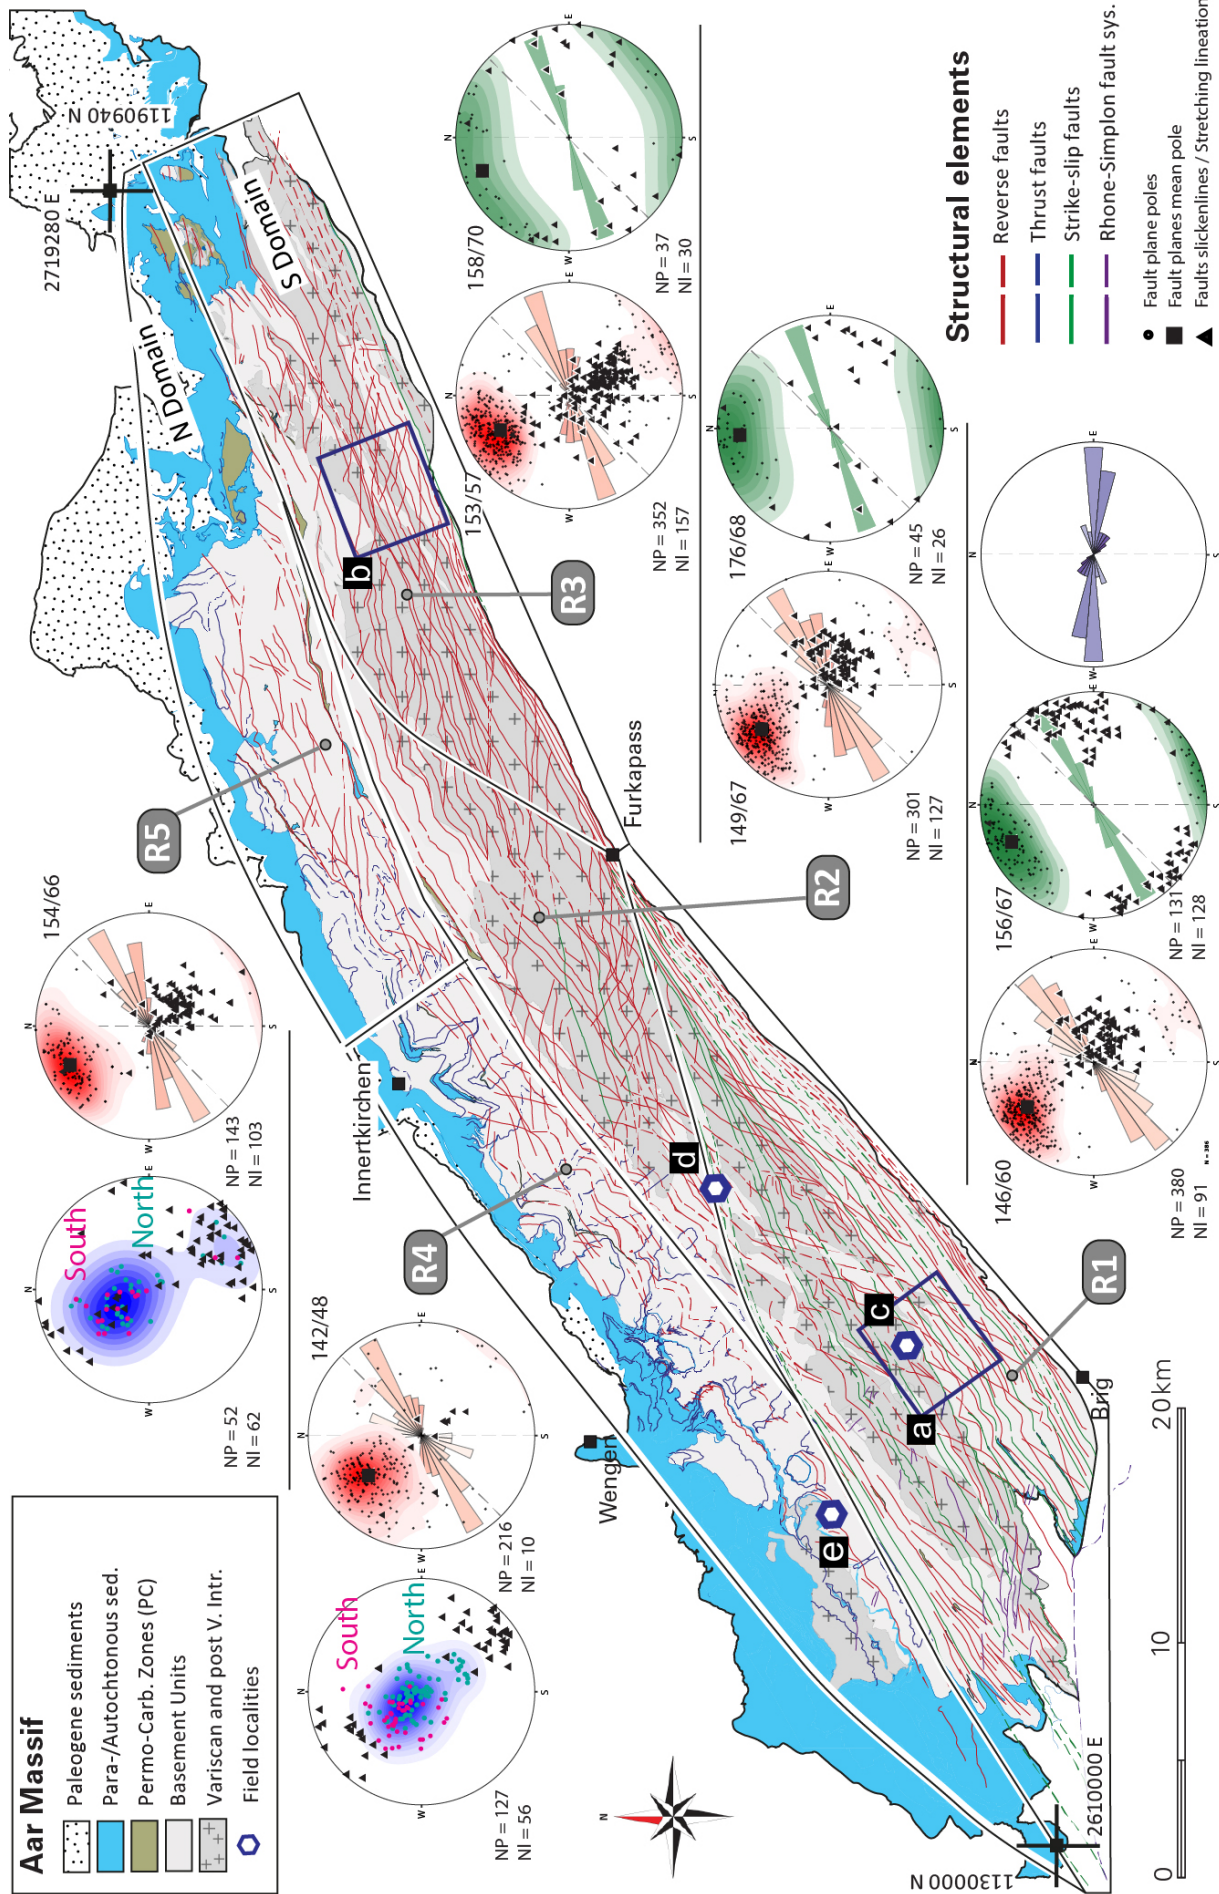 Aar Massif
Paleogene sediments
Para-/Autochtonous sed.
Permo-Carb. Zones (PC)
Basement Units
Variscan and post V. Intr.
Field localities
NP = 52
NI = 62
South
North
N
E
S
W
NP = 143
NI = 103
154/66
N
E
S
W
NP = 127
NI = 56
South
North
N
E
S
W
NP = 216
NI = 10
142/48
N
E
S
W
N
R4
R5
Innertkirchen
Wengen
N Domain
S Domain
2719280 E
1190940 N
1130000 N
2610000 E
Furkapass
Brig
a
b
c
d
e
R1
R2
R3
0
10
20km
153/57
NP = 352
NI = 157
N
E
S
W
158/70
NP = 37
NI = 30
N
E
S
W
149/67
NP = 301
NI = 127
N
E
S
W
176/68
NP = 45
NI = 26
N
E
S
W
146/60
NP = 380
NI = 91
N = 386
N
E
S
W
156/67
NP = 131
NI = 128
N
E
S
W
N
E
S
W
Structural elements
Reverse faults
Thrust faults
Strike-slip faults
Rhone-Simplon fault sys.
Fault plane poles
Fault planes mean pole
Faults slickenlines / Stretching lineation